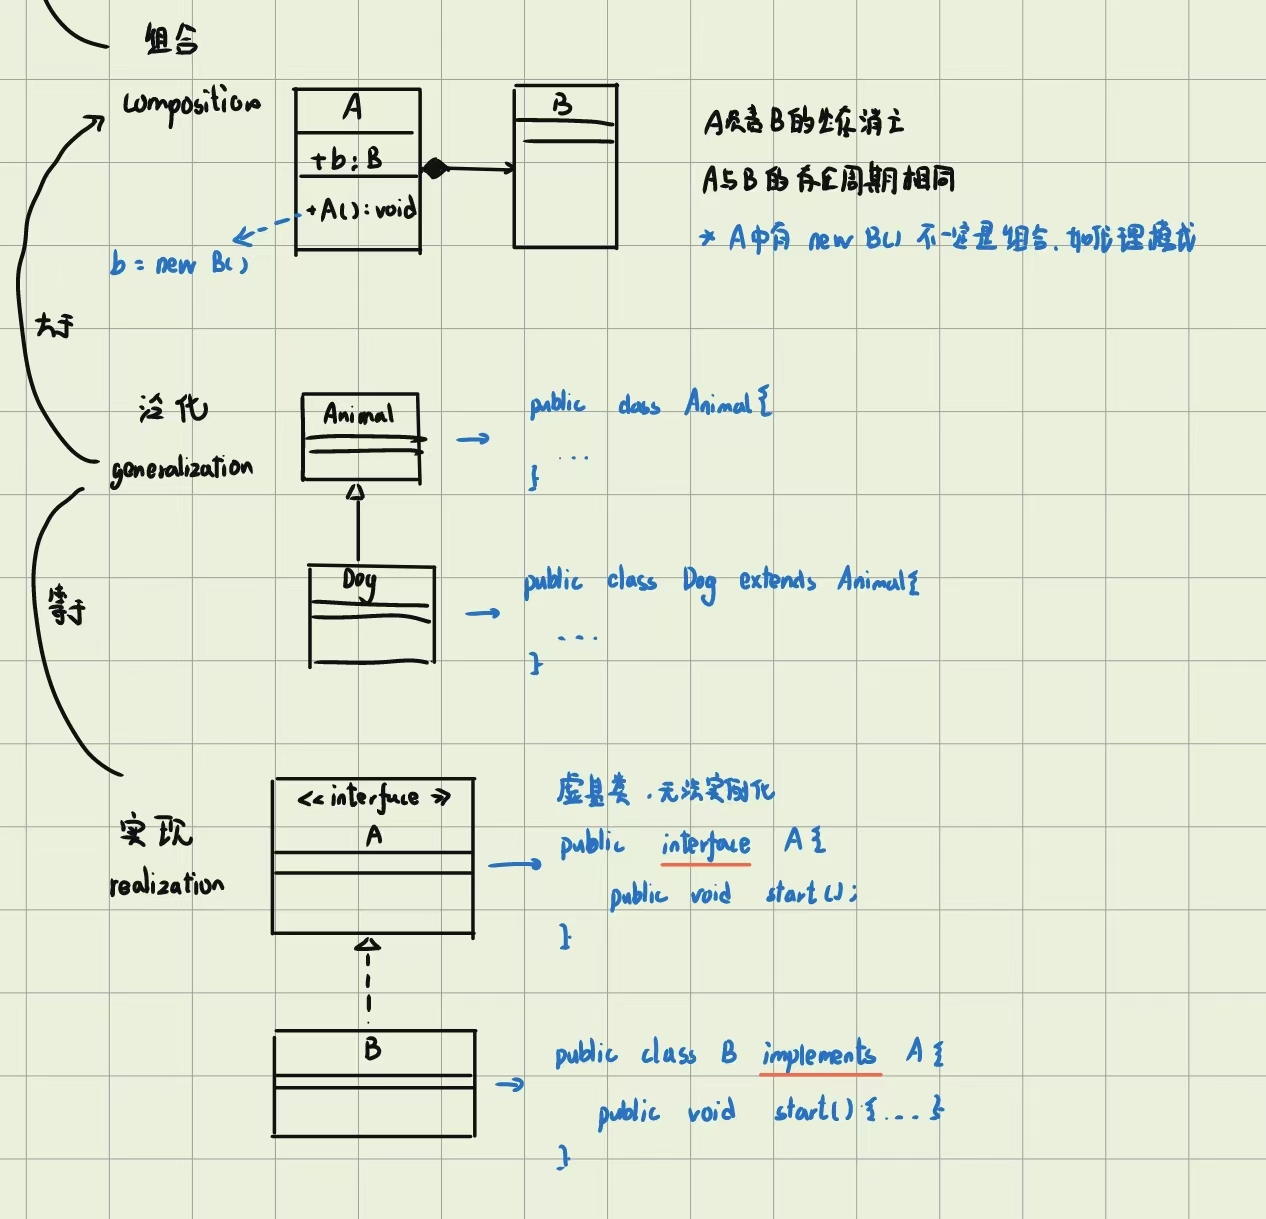 组合
composition
A
+b:B
+A():void
b = new B()
B
A负责B的生存消亡
A与B的存在周期相同
* A中有 new B() 不一定是组合.如代理模式
大于
泛化
generalization
Animal
public class Animal{
...
}
Dog
public class Dog extends Animal{
...
}
等于
实现
realization
<<interface>>
A
虚基类.无法实例化
public interface A{
public void start();
}
B
public class B implements A{
public void start(){....}
}